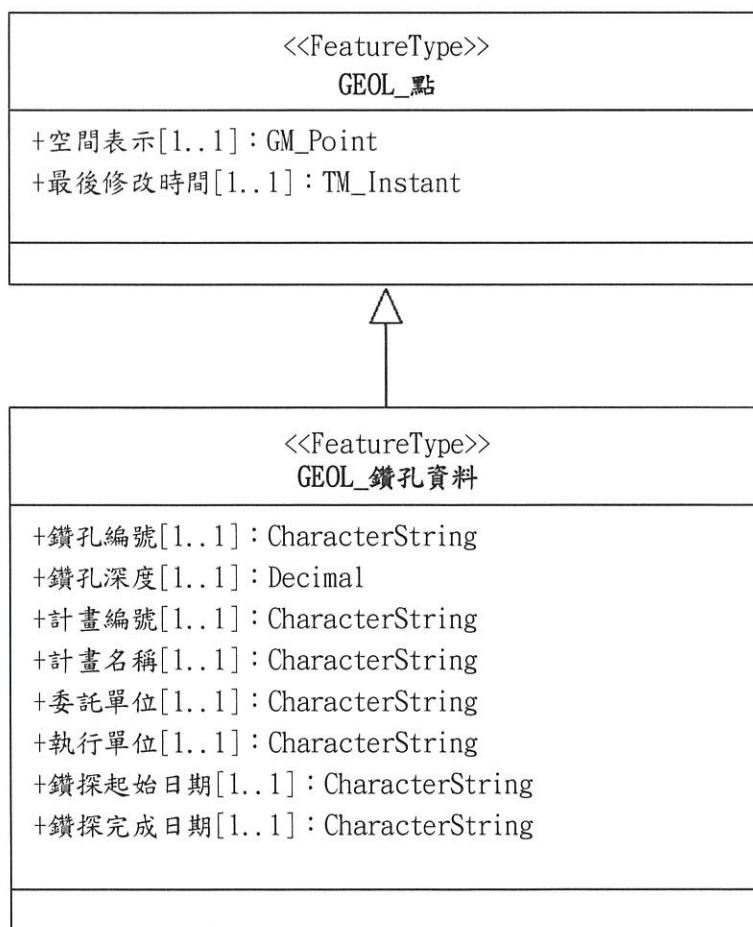 <<FeatureType>>
GEOL_點
+空間表示[1..1]：GM_Point
+最後修改時間[1..1]：TM_Instant
<<FeatureType>>
GEOL_鑽孔資料
+鑽孔編號[1..1]：CharacterString
+鑽孔深度[1..1]：Decimal
+計畫編號[1..1]：CharacterString
+計畫名稱[1..1]：CharacterString
+委託單位[1..1]：CharacterString
+執行單位[1..1]：CharacterString
+鑽探起始日期[1..1]：CharacterString
+鑽探完成日期[1..1]：CharacterString